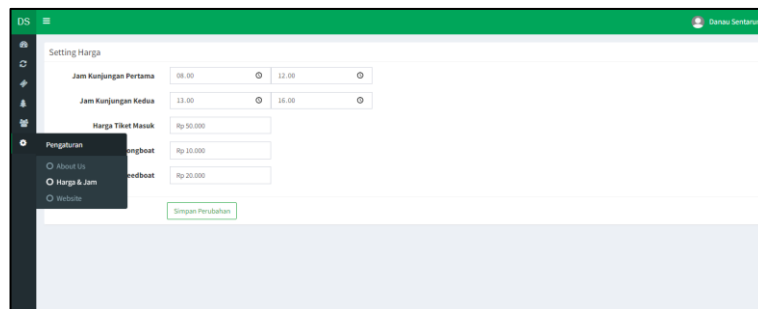 DS
Danau Sentarum
Setting Harga
Jam Kunjungan Pertama 08.00 12.00
Jam Kunjungan Kedua 13.00 16.00
Harga Tiket Masuk Rp 50.000
Pengaturan
ongboat Rp 10.000
About Us
eedboat Rp 20.000
Harga & Jam
Website
Simpan Perubahan